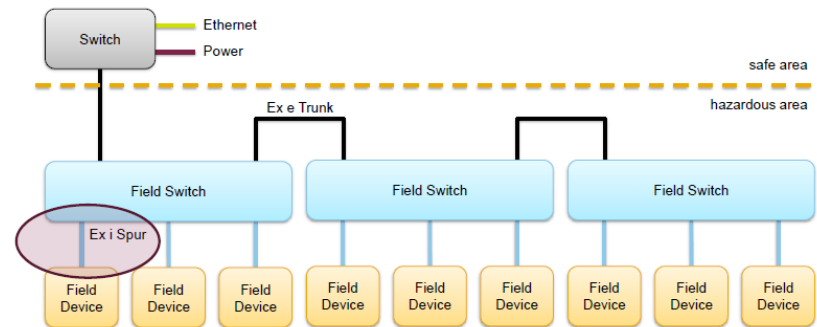 Ethernet
Switch
Power
safe area
hazardous area
Ex e Trunk
Field Switch
Field Switch
Field Switch
Ex i Spur
Field
Device
Field
Device
Field
Device
Field
Device
Field
Device
Field
Device
Field
Device
Field
Device
Field
Device